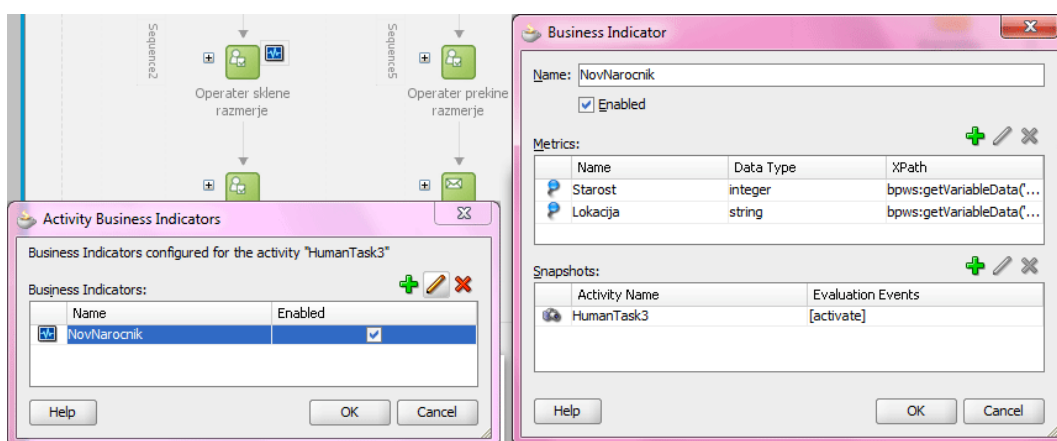 Sequence2
Sequence5
Operater sklene
razmerje
Operater prekine
razmerje
Activity Business Indicators
Business Indicators configured for the activity "HumanTask3"
Business Indicators:
Name Enabled
NovNarocnik
Help OK Cancel
Business Indicator
Name: NovNarocnik
Enabled
Metrics:
Name Data Type XPath
Starost integer bpws:getVariableData('...
Lokacija string bpws:getVariableData('...
Snapshots:
Activity Name Evaluation Events
HumanTask3 [activate]
Help OK Cancel